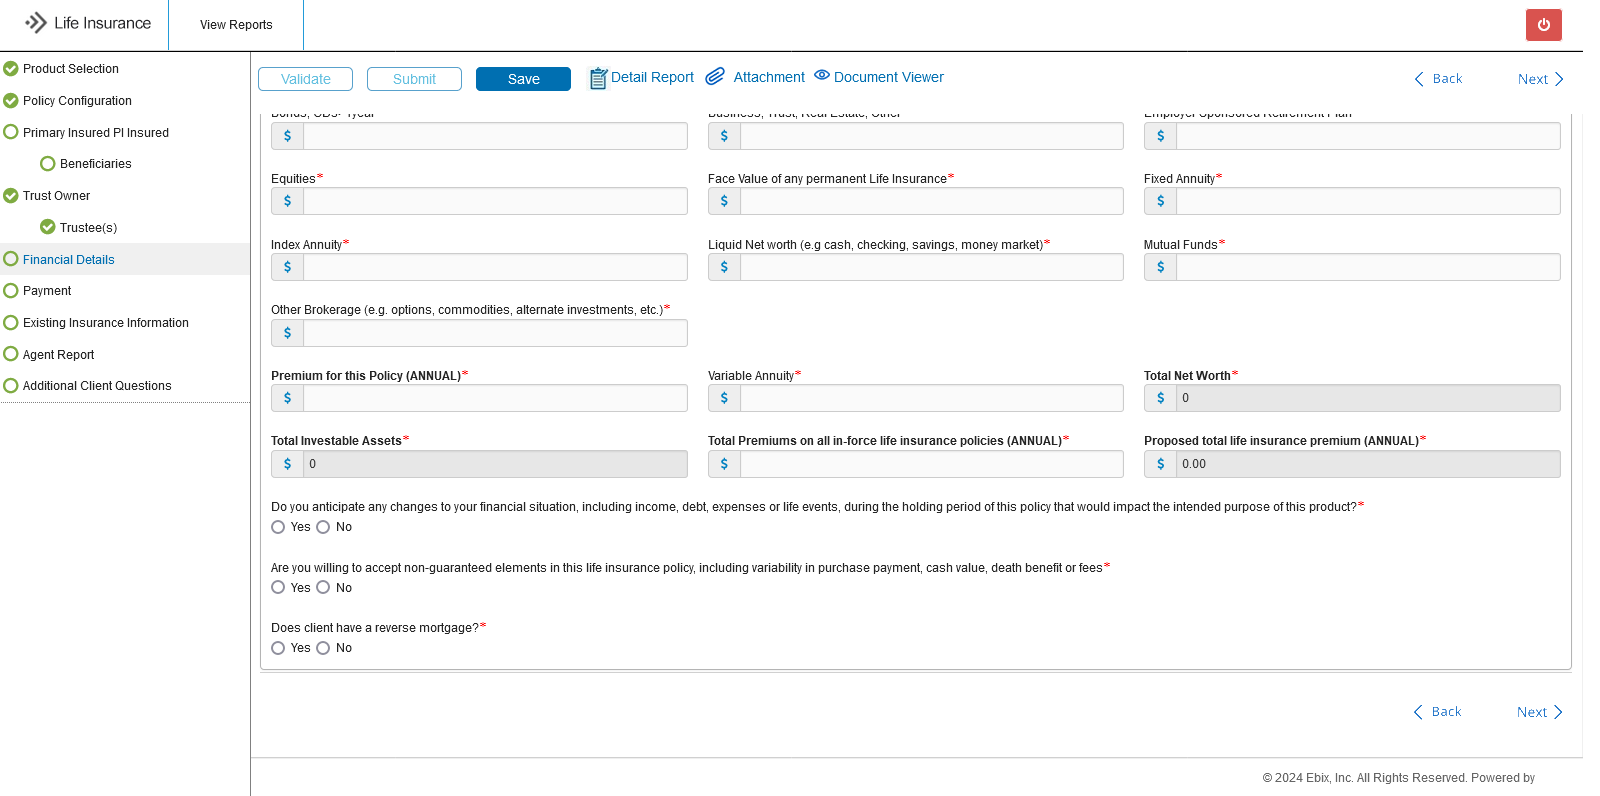 Life Insurance
View Reports
Product Selection
Policy Configuration
Primary Insured PI Insured
Beneficiaries
Trust Owner
Trustee(s)
Financial Details
Payment
Existing Insurance Information
Agent Report
Additional Client Questions
Validate
Submit
Save
Detail Report
Attachment
Document Viewer
Back
Next
Business, Trust, Real Estate, Other
Employer Sponsored Retirement Plan
$
$
$
Equities*
Face Value of any permanent Life Insurance*
Fixed Annuity*
$
$
$
Index Annuity*
Liquid Net worth (e.g cash, checking, savings, money market)*
Mutual Funds*
$
$
$
Other Brokerage (e.g. options, commodities, alternate investments, etc.)*
$
Premium for this Policy (ANNUAL)*
Variable Annuity*
Total Net Worth*
$
$
$ 0
Total Investable Assets*
Total Premiums on all in-force life insurance policies (ANNUAL)*
Proposed total life insurance premium (ANNUAL)*
$ 0
$
$ 0.00
Do you anticipate any changes to your financial situation, including income, debt, expenses or life events, during the holding period of this policy that would impact the intended purpose of this product?*
Yes No
Are you willing to accept non-guaranteed elements in this life insurance policy, including variability in purchase payment, cash value, death benefit or fees*
Yes No
Does client have a reverse mortgage?*
Yes No
Back
Next
© 2024 Ebix, Inc. All Rights Reserved. Powered by